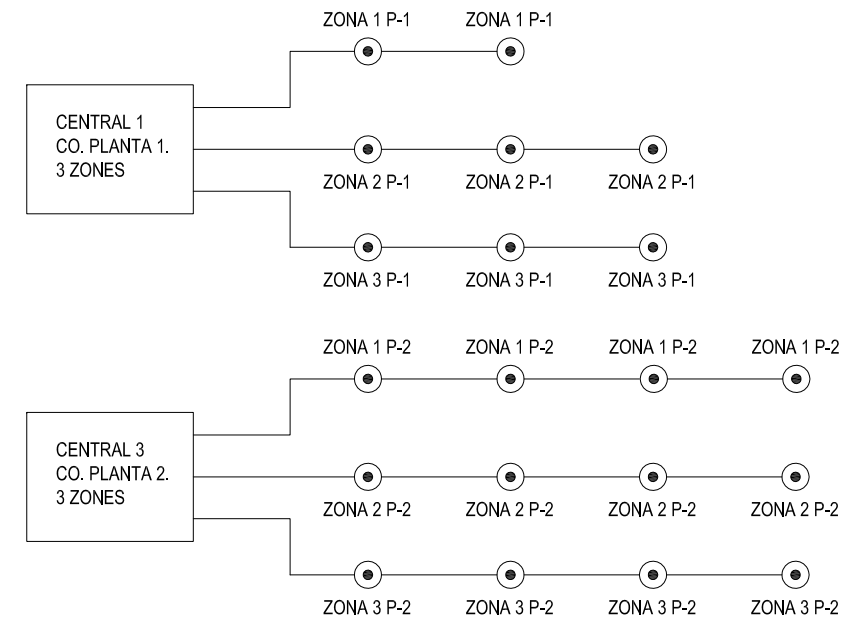 ZONA 1 P-1 ZONA 1 P-1
CENTRAL 1
CO. PLANTA 1.
3 ZONES
ZONA 2 P-1 ZONA 2 P-1 ZONA 2 P-1
ZONA 3 P-1 ZONA 3 P-1 ZONA 3 P-1
ZONA 1 P-2 ZONA 1 P-2 ZONA 1 P-2 ZONA 1 P-2
CENTRAL 3
CO. PLANTA 2.
3 ZONES
ZONA 2 P-2 ZONA 2 P-2 ZONA 2 P-2 ZONA 2 P-2
ZONA 3 P-2 ZONA 3 P-2 ZONA 3 P-2 ZONA 3 P-2